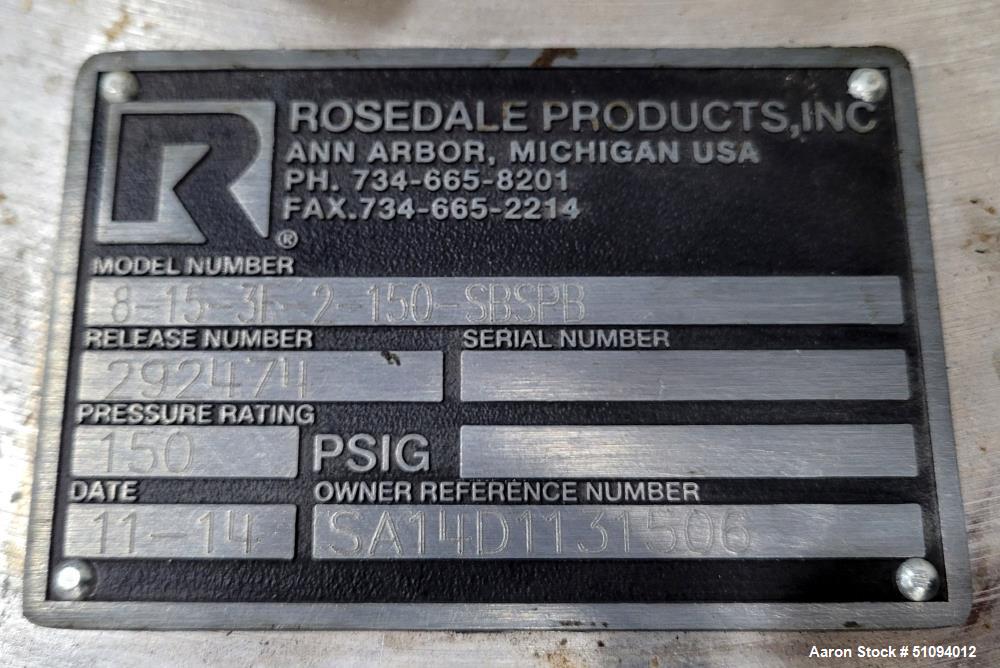 R
®
ROSEDALE PRODUCTS, INC
ANN ARBOR, MICHIGAN USA
PH. 734-665-8201
FAX.734-665-2214
MODEL NUMBER
8-15-3F-2-150-SBSPB
RELEASE NUMBER
292474
SERIAL NUMBER
PRESSURE RATING
150 PSIG
DATE
11-14
OWNER REFERENCE NUMBER
SA14D1131506
Aaron Stock # 51094012